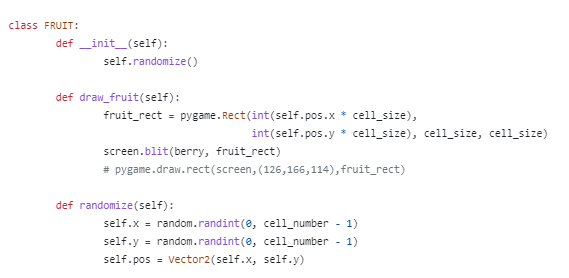 class FRUIT:
        def __init__(self):
                self.randomize()

        def draw_fruit(self):
                fruit_rect = pygame.Rect(int(self.pos.x * cell_size),
                                         int(self.pos.y * cell_size), cell_size, cell_size)
                screen.blit(berry, fruit_rect)
                # pygame.draw.rect(screen,(126,166,114),fruit_rect)

        def randomize(self):
                self.x = random.randint(0, cell_number - 1)
                self.y = random.randint(0, cell_number - 1)
                self.pos = Vector2(self.x, self.y)